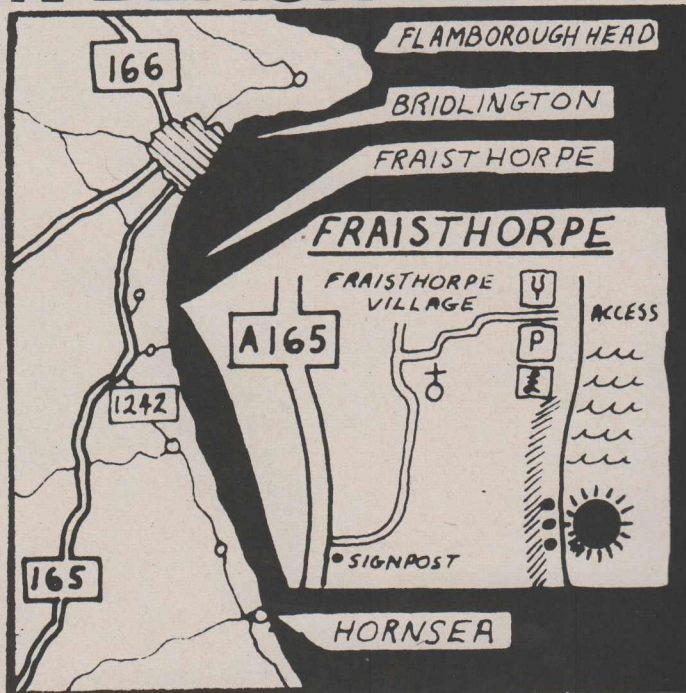 166
FLAMBOROUGH HEAD
BRIDLINGTON
FRAISTHORPE
FRAISTHORPE
FRAISTHORPE
VILLAGE
Y
ACCESS
A165
P
1242
SIGNPOST
165
HORNSEA